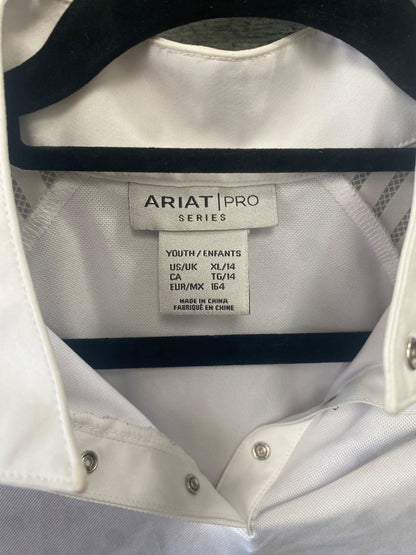 ARIAT | PRO
SERIES
YOUTH / ENFANTS
US/UK XL/14
CA TG/14
EUR/MX 164
MADE IN CHINA
FABRIQUÉ EN CHINE